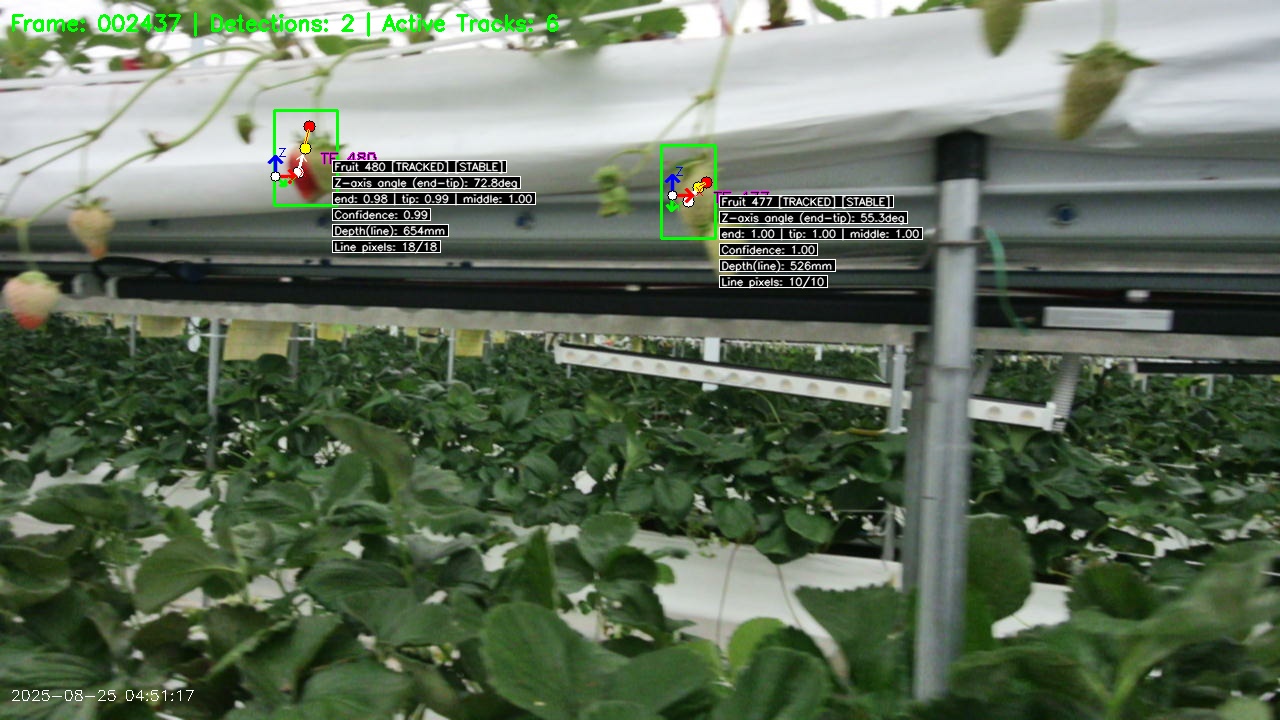 Frame: 002437 | Detections: 2 | Active Tracks: 6
Z
TF 480
Fruit 480 [TRACKED] [STABLE]
Z-axis angle (end-tip): 72.8deg
end: 0.98 | tip: 0.99 | middle: 1.00
Confidence: 0.99
Depth(line): 654mm
Line pixels: 18/18
Z
Fruit 477 [TRACKED] [STABLE]
Z-axis angle (end-tip): 55.3deg
end: 1.00 | tip: 1.00 | middle: 1.00
Confidence: 1.00
Depth(line): 526mm
Line pixels: 10/10
2025-08-25 04:51:17